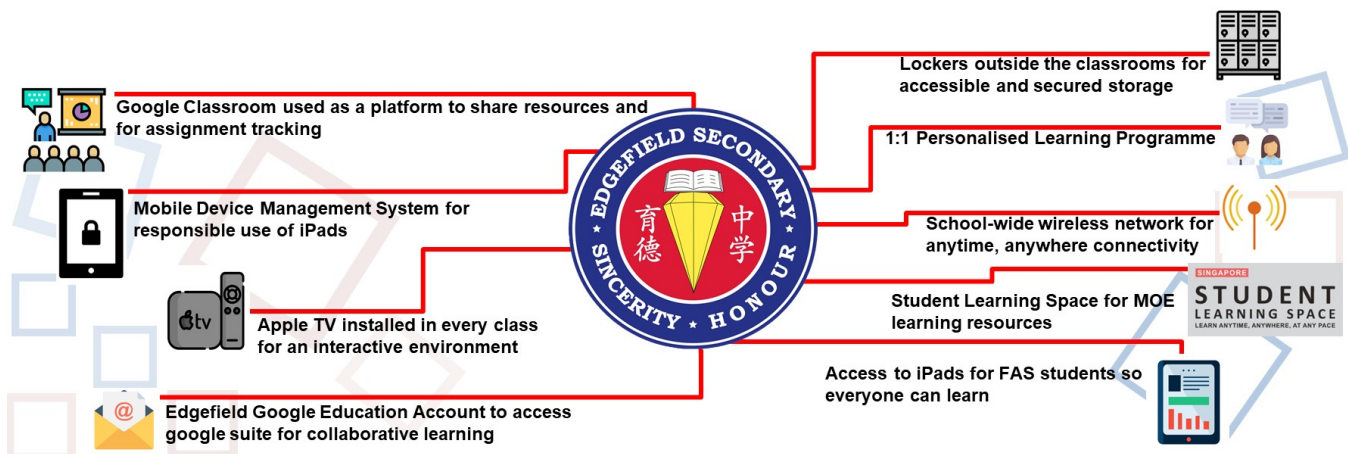 Google Classroom used as a platform to share resources and
for assignment tracking
Mobile Device Management System for
responsible use of iPads
tv
Apple TV installed in every class
for an interactive environment
@
Edgefield Google Education Account to access
google suite for collaborative learning
EDGEFIELD SECONDARY
育德
中学
SINCERITY ★ HONOUR
Lockers outside the classrooms for
accessible and secured storage
1:1 Personalised Learning Programme
School-wide wireless network for
anytime, anywhere connectivity
Student Learning Space for MOE
learning resources
SINGAPORE
STUDENT
LEARNING SPACE
LEARN ANYTIME, ANYWHERE, AT ANY PACE
Access to iPads for FAS students so
everyone can learn